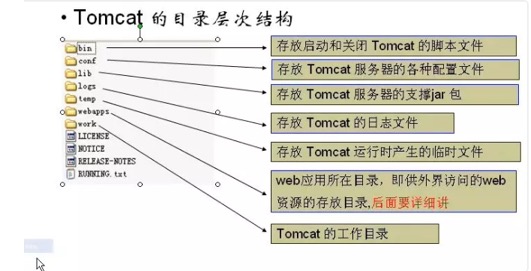 • Tomcat 的目录层次结构
bin
conf
lib
logs
temp
webapps
work
LICENSE
NOTICE
RELEASE-NOTES
RUNNING.txt
存放启动和关闭 Tomcat 的脚本文件
存放 Tomcat 服务器的各种配置文件
存放 Tomcat 服务器的支撑jar 包
存放 Tomcat 的日志文件
存放 Tomcat 运行时产生的临时文件
web应用所在目录，即供外界访问的web
资源的存放目录,后面要详细讲
Tomcat 的工作目录